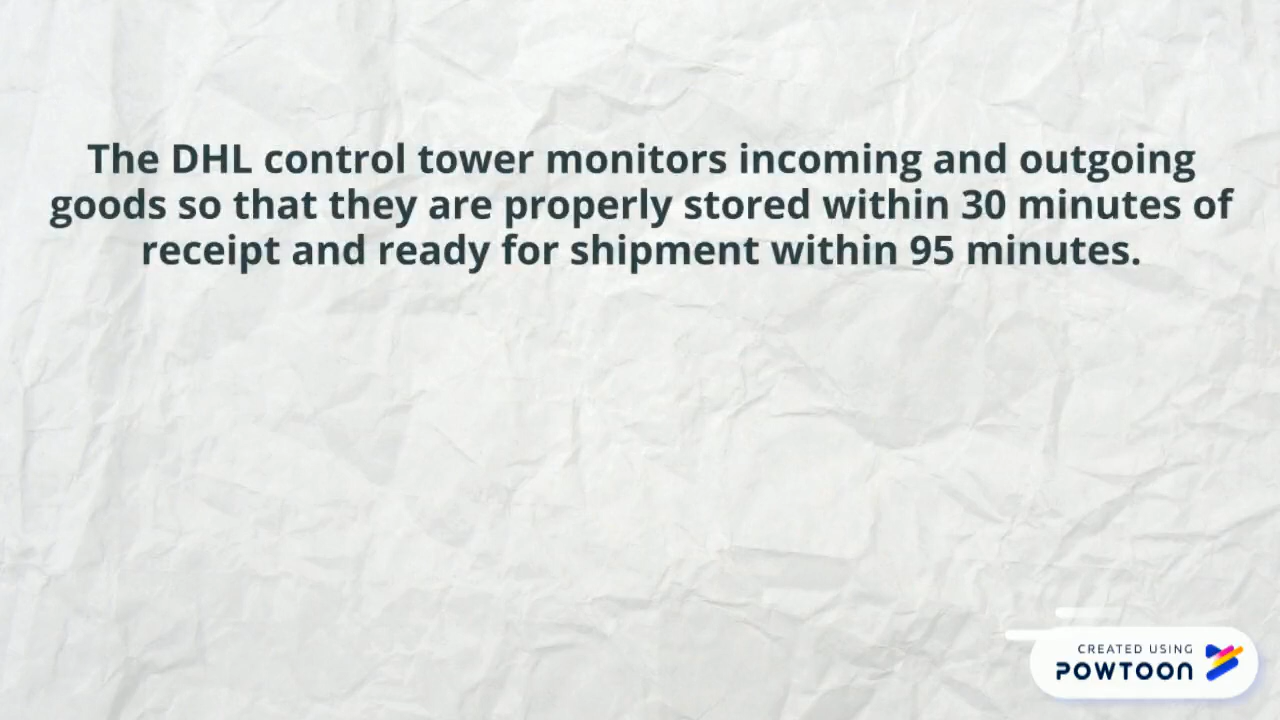 The DHL control tower monitors incoming and outgoing
goods so that they are properly stored within 30 minutes of
receipt and ready for shipment within 95 minutes.
CREATED USING
POWTOON